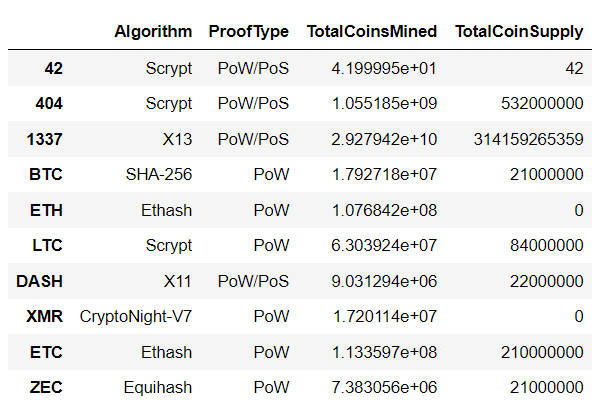 Algorithm ProofType TotalCoinsMined TotalCoinSupply
42 Scrypt PoW/PoS 4.199995e+01 42
404 Scrypt PoW/PoS 1.055185e+09 532000000
1337 X13 PoW/PoS 2.927942e+10 314159265359
BTC SHA-256 PoW 1.792718e+07 21000000
ETH Ethash PoW 1.076842e+08 0
LTC Scrypt PoW 6.303924e+07 84000000
DASH X11 PoW/PoS 9.031294e+06 22000000
XMR CryptoNight-V7 PoW 1.720114e+07 0
ETC Ethash PoW 1.133597e+08 210000000
ZEC Equihash PoW 7.383056e+06 21000000